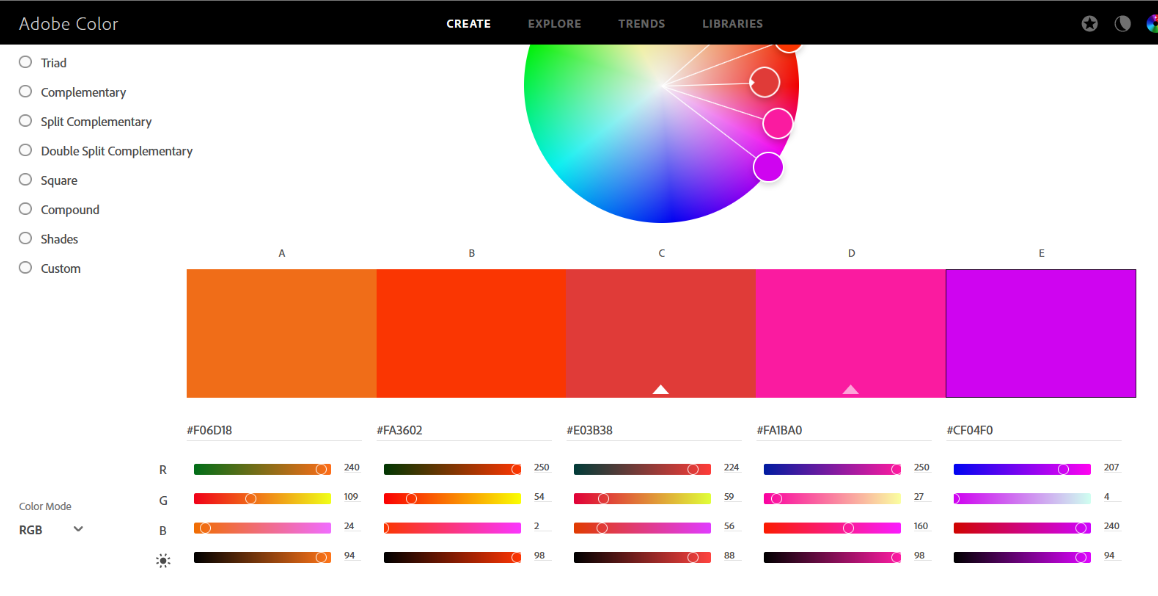 Adobe Color CREATE EXPLORE TRENDS LIBRARIES
Triad
Complementary
Split Complementary
Double Split Complementary
Square
Compound
Shades
Custom
A B C D E
#F06D18 #FA3602 #E03B38 #FA1BA0 #CF04F0
R 240 250 224 250 207
G 109 54 59 27 4
Color Mode
RGB
B 24 2 56 160 240
94 98 88 98 94